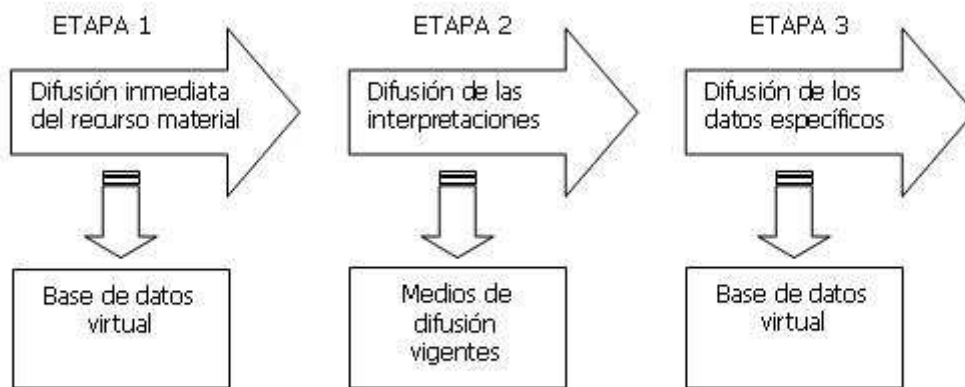 ETAPA 1
Difusión inmediata
del recurso material
Base de datos
virtual
ETAPA 2
Difusión de las
interpretaciones
Medios de
difusión
vigentes
ETAPA 3
Difusión de los
datos específicos
Base de datos
virtual